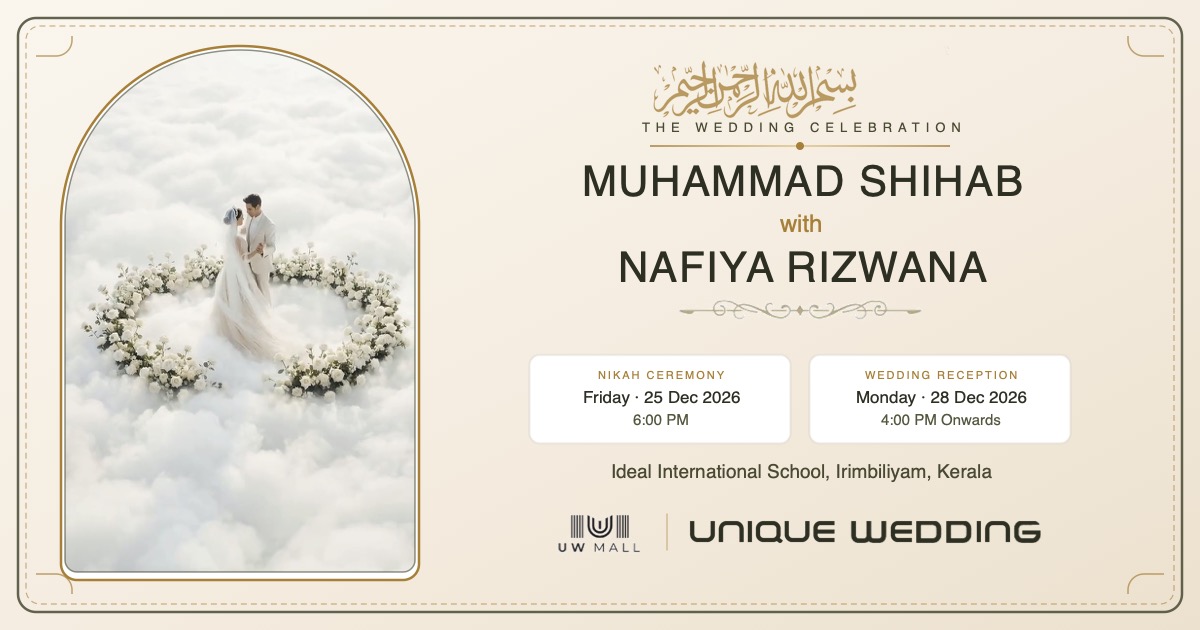 بسم الله الرحمن الرحيم
THE WEDDING CELEBRATION
MUHAMMAD SHIHAB
with
NAFIYA RIZWANA
NIKAH CEREMONY
Friday · 25 Dec 2026
6:00 PM
WEDDING RECEPTION
Monday · 28 Dec 2026
4:00 PM Onwards
Ideal International School, Irimbiliyam, Kerala
UW MALL
UNIQUE WEDDING